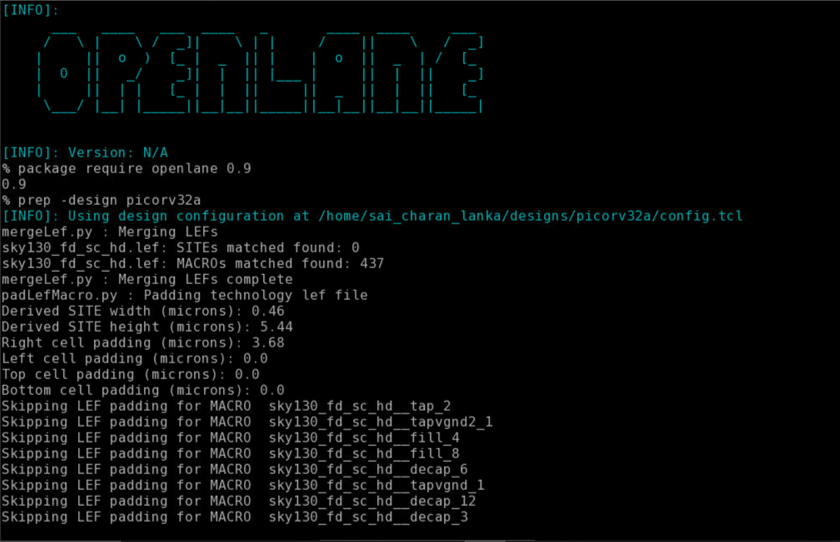 [INFO]:
OPENLANE
[INFO]: Version: N/A
% package require openlane 0.9
0.9
% prep -design picorv32a
[INFO]: Using design configuration at /home/sai_charan_lanka/designs/picorv32a/config.tcl
mergeLef.py : Merging LEFs
sky130_fd_sc_hd.lef: SITEs matched found: 0
sky130_fd_sc_hd.lef: MACROs matched found: 437
mergeLef.py : Merging LEFs complete
padLefMacro.py : Padding technology lef file
Derived SITE width (microns): 0.46
Derived SITE height (microns): 5.44
Right cell padding (microns): 3.68
Left cell padding (microns): 0.0
Top cell padding (microns): 0.0
Bottom cell padding (microns): 0.0
Skipping LEF padding for MACRO  sky130_fd_sc_hd__tap_2
Skipping LEF padding for MACRO  sky130_fd_sc_hd__tapvgnd2_1
Skipping LEF padding for MACRO  sky130_fd_sc_hd__fill_4
Skipping LEF padding for MACRO  sky130_fd_sc_hd__fill_8
Skipping LEF padding for MACRO  sky130_fd_sc_hd__decap_6
Skipping LEF padding for MACRO  sky130_fd_sc_hd__tapvgnd_1
Skipping LEF padding for MACRO  sky130_fd_sc_hd__decap_12
Skipping LEF padding for MACRO  sky130_fd_sc_hd__decap_3